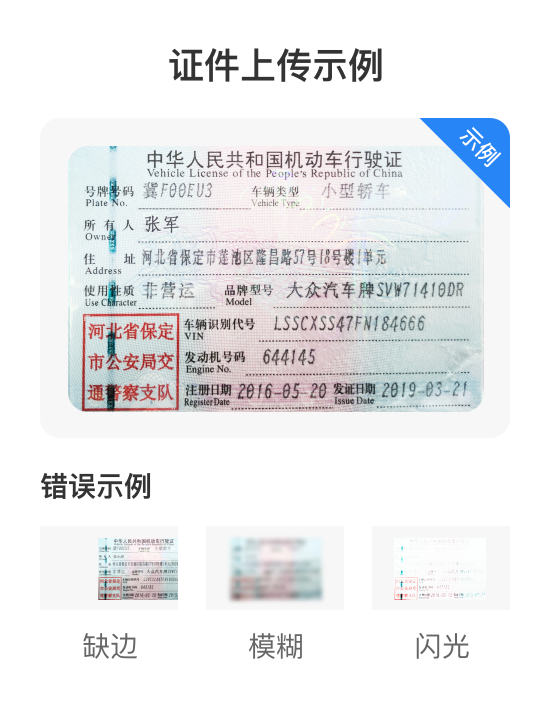 证件上传示例
示例
中华人民共和国机动车行驶证
Vehicle License of the People's Republic of China
号牌号码 冀F00EU3 车辆类型 小型轿车
Plate No. Vehicle Type
所有人 张军
Owner
住址 河北省保定市莲池区隆昌路57号18号楼1单元
Address
使用性质 非营运 品牌型号 大众汽车牌SVW71410DR
Use Character Model
河北省保定
市公安局交
通警察支队
车辆识别代号 LSSCXSS47FN184666
VIN
发动机号码 644145
Engine No.
注册日期 2016-05-20 发证日期 2019-03-21
Register Date Issue Date
错误示例
缺边 模糊 闪光